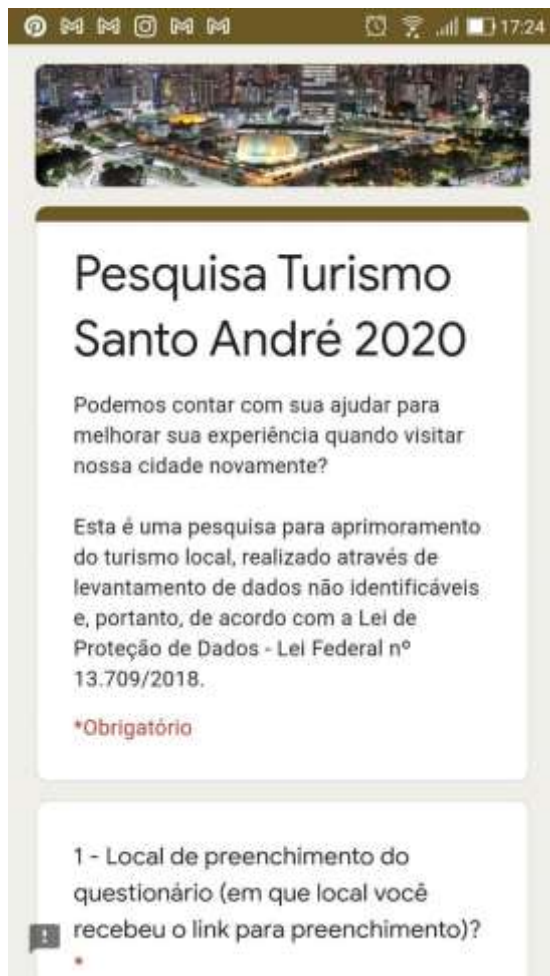 17:24
Pesquisa Turismo
Santo André 2020
Podemos contar com sua ajudar para
melhorar sua experiência quando visitar
nossa cidade novamente?
Esta é uma pesquisa para aprimoramento
do turismo local, realizado através de
levantamento de dados não identificáveis
e, portanto, de acordo com a Lei de
Proteção de Dados - Lei Federal nº
13.709/2018.
*Obrigatório
1 - Local de preenchimento do
questionário (em que local você
recebeu o link para preenchimento)?
*